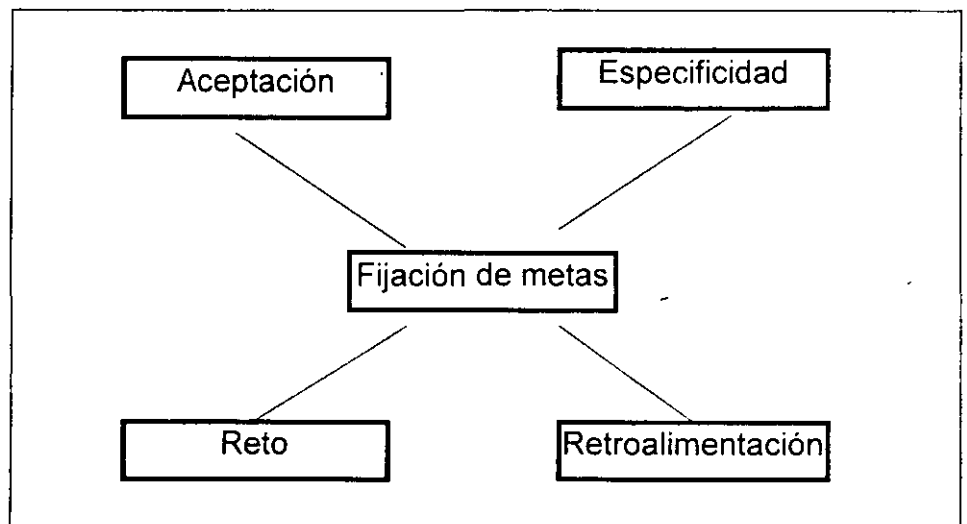 Aceptación
Especificidad
Fijación de metas
Reto
Retroalimentación